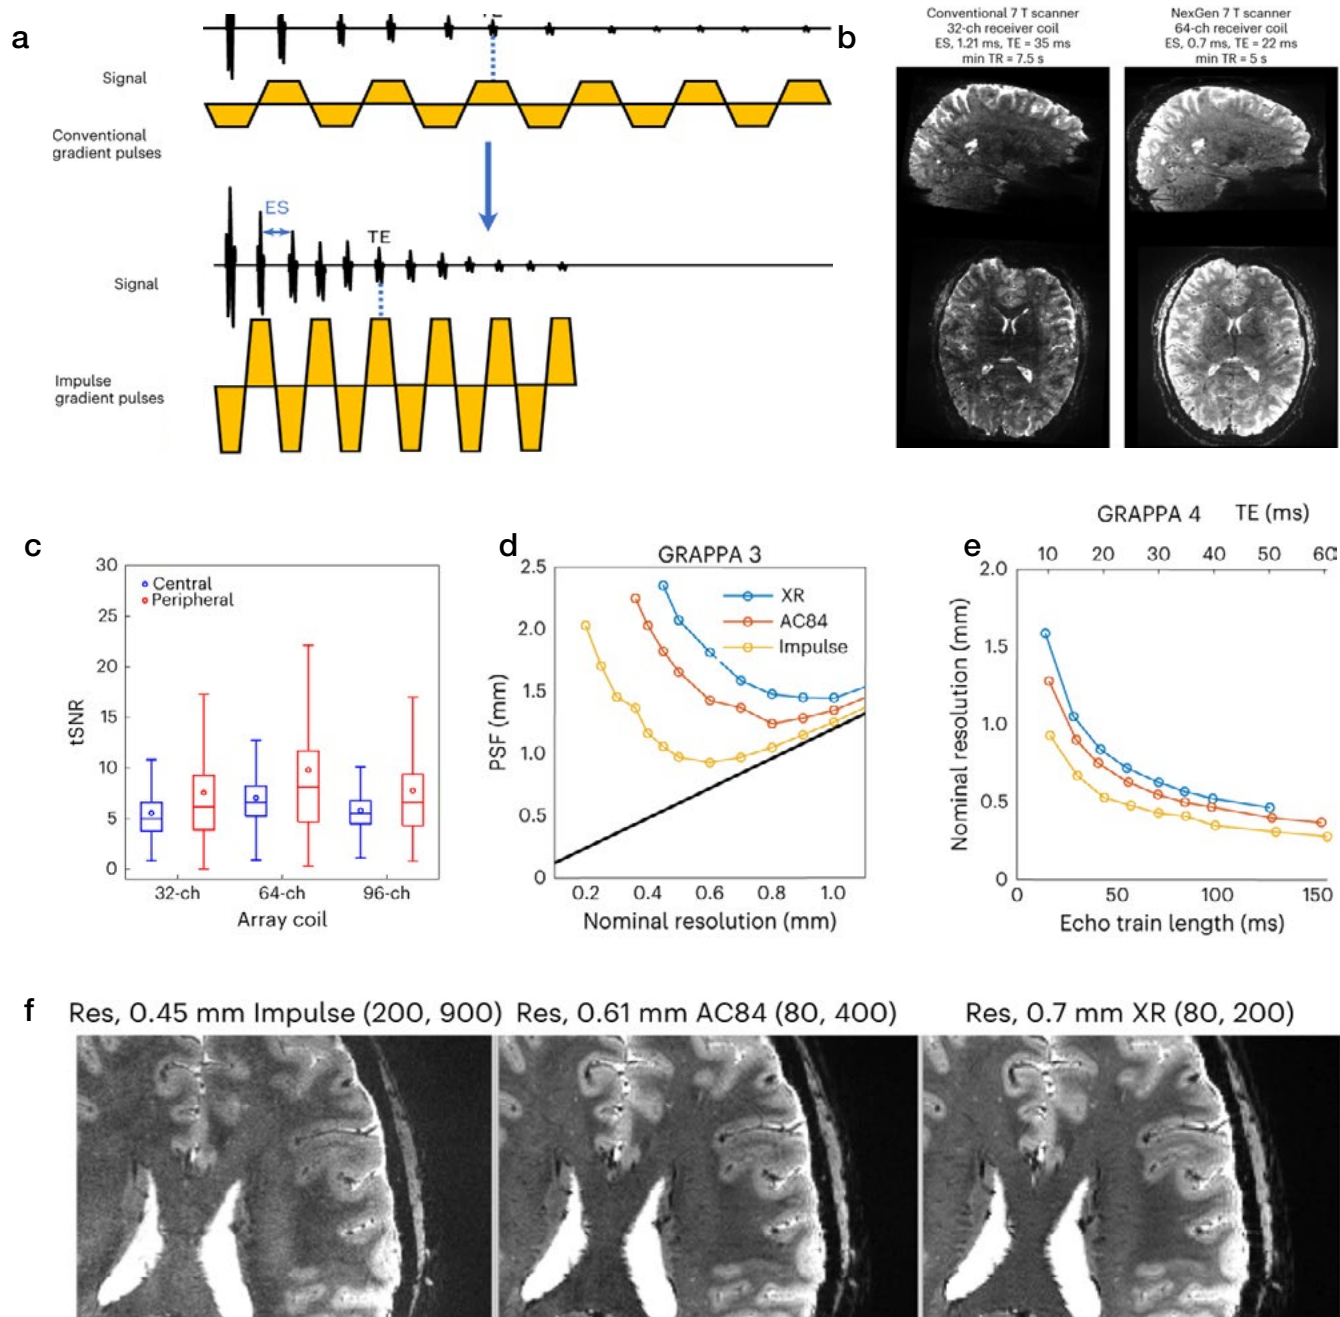 a
TE
Signal
Conventional
gradient pulses
ES
TE
Signal
Impulse
gradient pulses
b
Conventional 7 T scanner
32-ch receiver coil
ES, 1.21 ms, TE = 35 ms
min TR = 7.5 s
NexGen 7 T scanner
64-ch receiver coil
ES, 0.7 ms, TE = 22 ms
min TR = 5 s
c
30
25
20
15
10
5
0
tSNR
Central
Peripheral
32-ch
64-ch
96-ch
Array coil
d
GRAPPA 3
2.5
2.0
1.5
1.0
0.5
0
PSF (mm)
XR
AC84
Impulse
0.2
0.4
0.6
0.8
1.0
Nominal resolution (mm)
e
GRAPPA 4
TE (ms)
10
20
30
40
50
60
2.0
1.5
1.0
0.5
0
Nominal resolution (mm)
0
50
100
150
Echo train length (ms)
f
Res, 0.45 mm Impulse (200, 900)
Res, 0.61 mm AC84 (80, 400)
Res, 0.7 mm XR (80, 200)